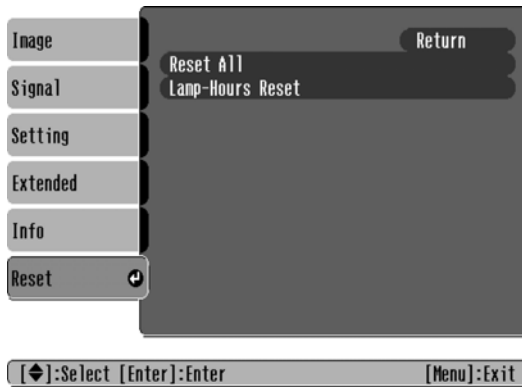 Image
Signal
Setting
Extended
Info
Reset
Return
Reset All
Lamp-Hours Reset
[◆]:Select [Enter]:Enter [Menu]:Exit